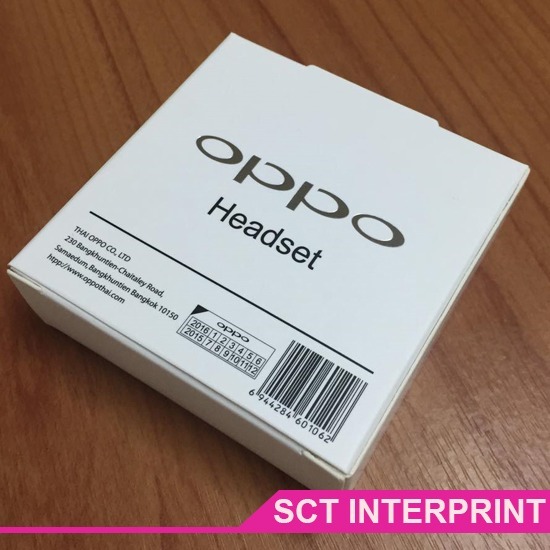 oppo
Headset
THAI OPPO CO., LTD
230 Bangkhuntien-Chaitaley Road,
Samaedum, Bangkhuntien Bangkok 10150
htpp://www.oppothai.com
oppo
2016 1 2 3 4 5 6
2015 7 8 9 10 11 12
6 944284 601062
SCT INTERPRINT